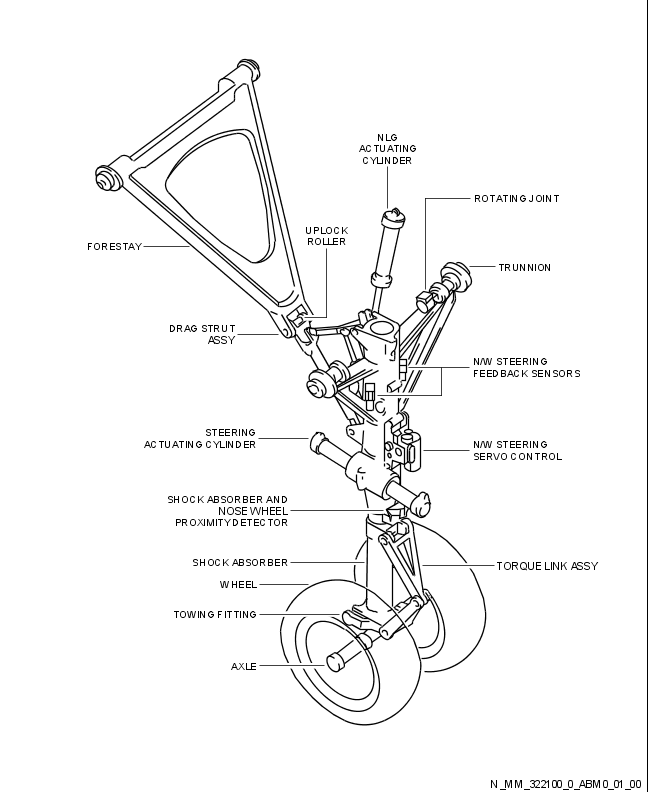 NLG
ACTUATING
CYLINDER
ROTATING JOINT
UPLOCK
ROLLER
FORESTAY
TRUNNION
DRAG STRUT
ASSY
N/W STEERING
FEEDBACK SENSORS
STEERING
ACTUATING CYLINDER
N/W STEERING
SERVO CONTROL
SHOCK ABSORBER AND
NOSE WHEEL
PROXIMITY DETECTOR
SHOCK ABSORBER
TORQUE LINK ASSY
WHEEL
TOWING FITTING
AXLE
N_MM_322100_0_ABM0_01_00